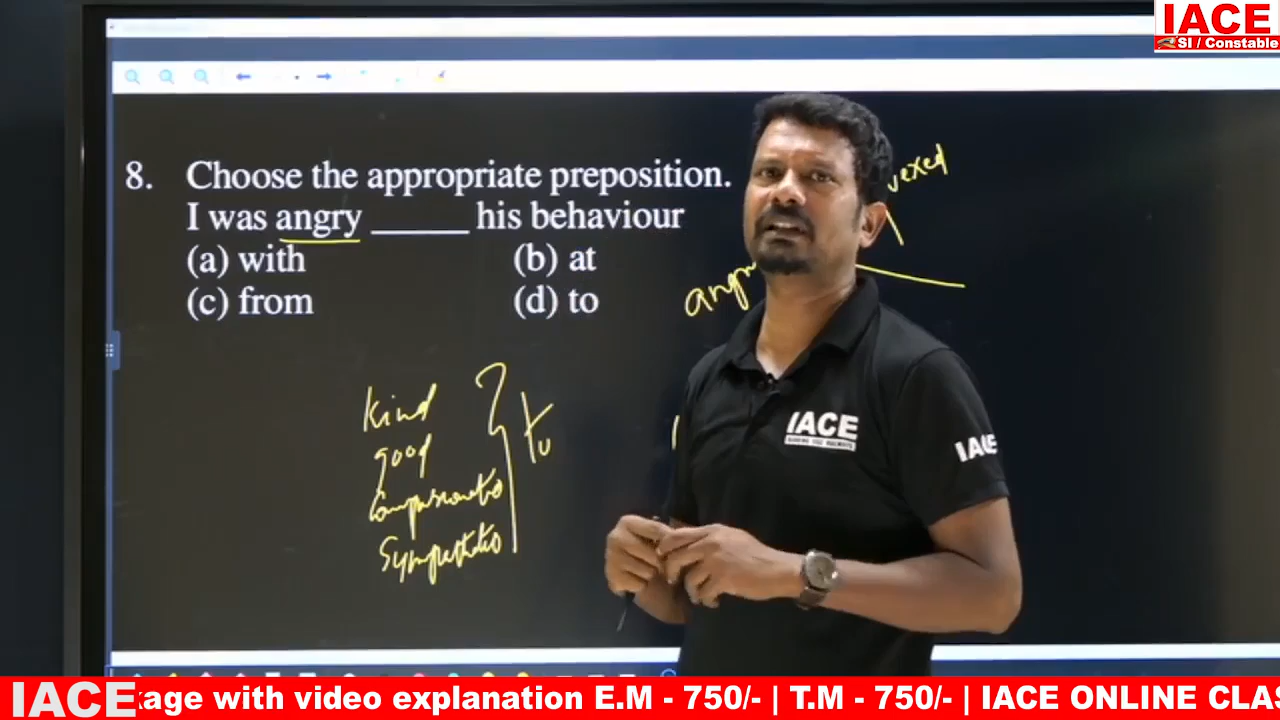 IACE
SI / Constable
8. Choose the appropriate preposition.
I was angry ______ his behaviour
(a) with (b) at
(c) from (d) to
vexed
kind
good
to
IACE
IACE
IACE
kage with video explanation E.M - 750/- | T.M - 750/- | IACE ONLINE CLAS